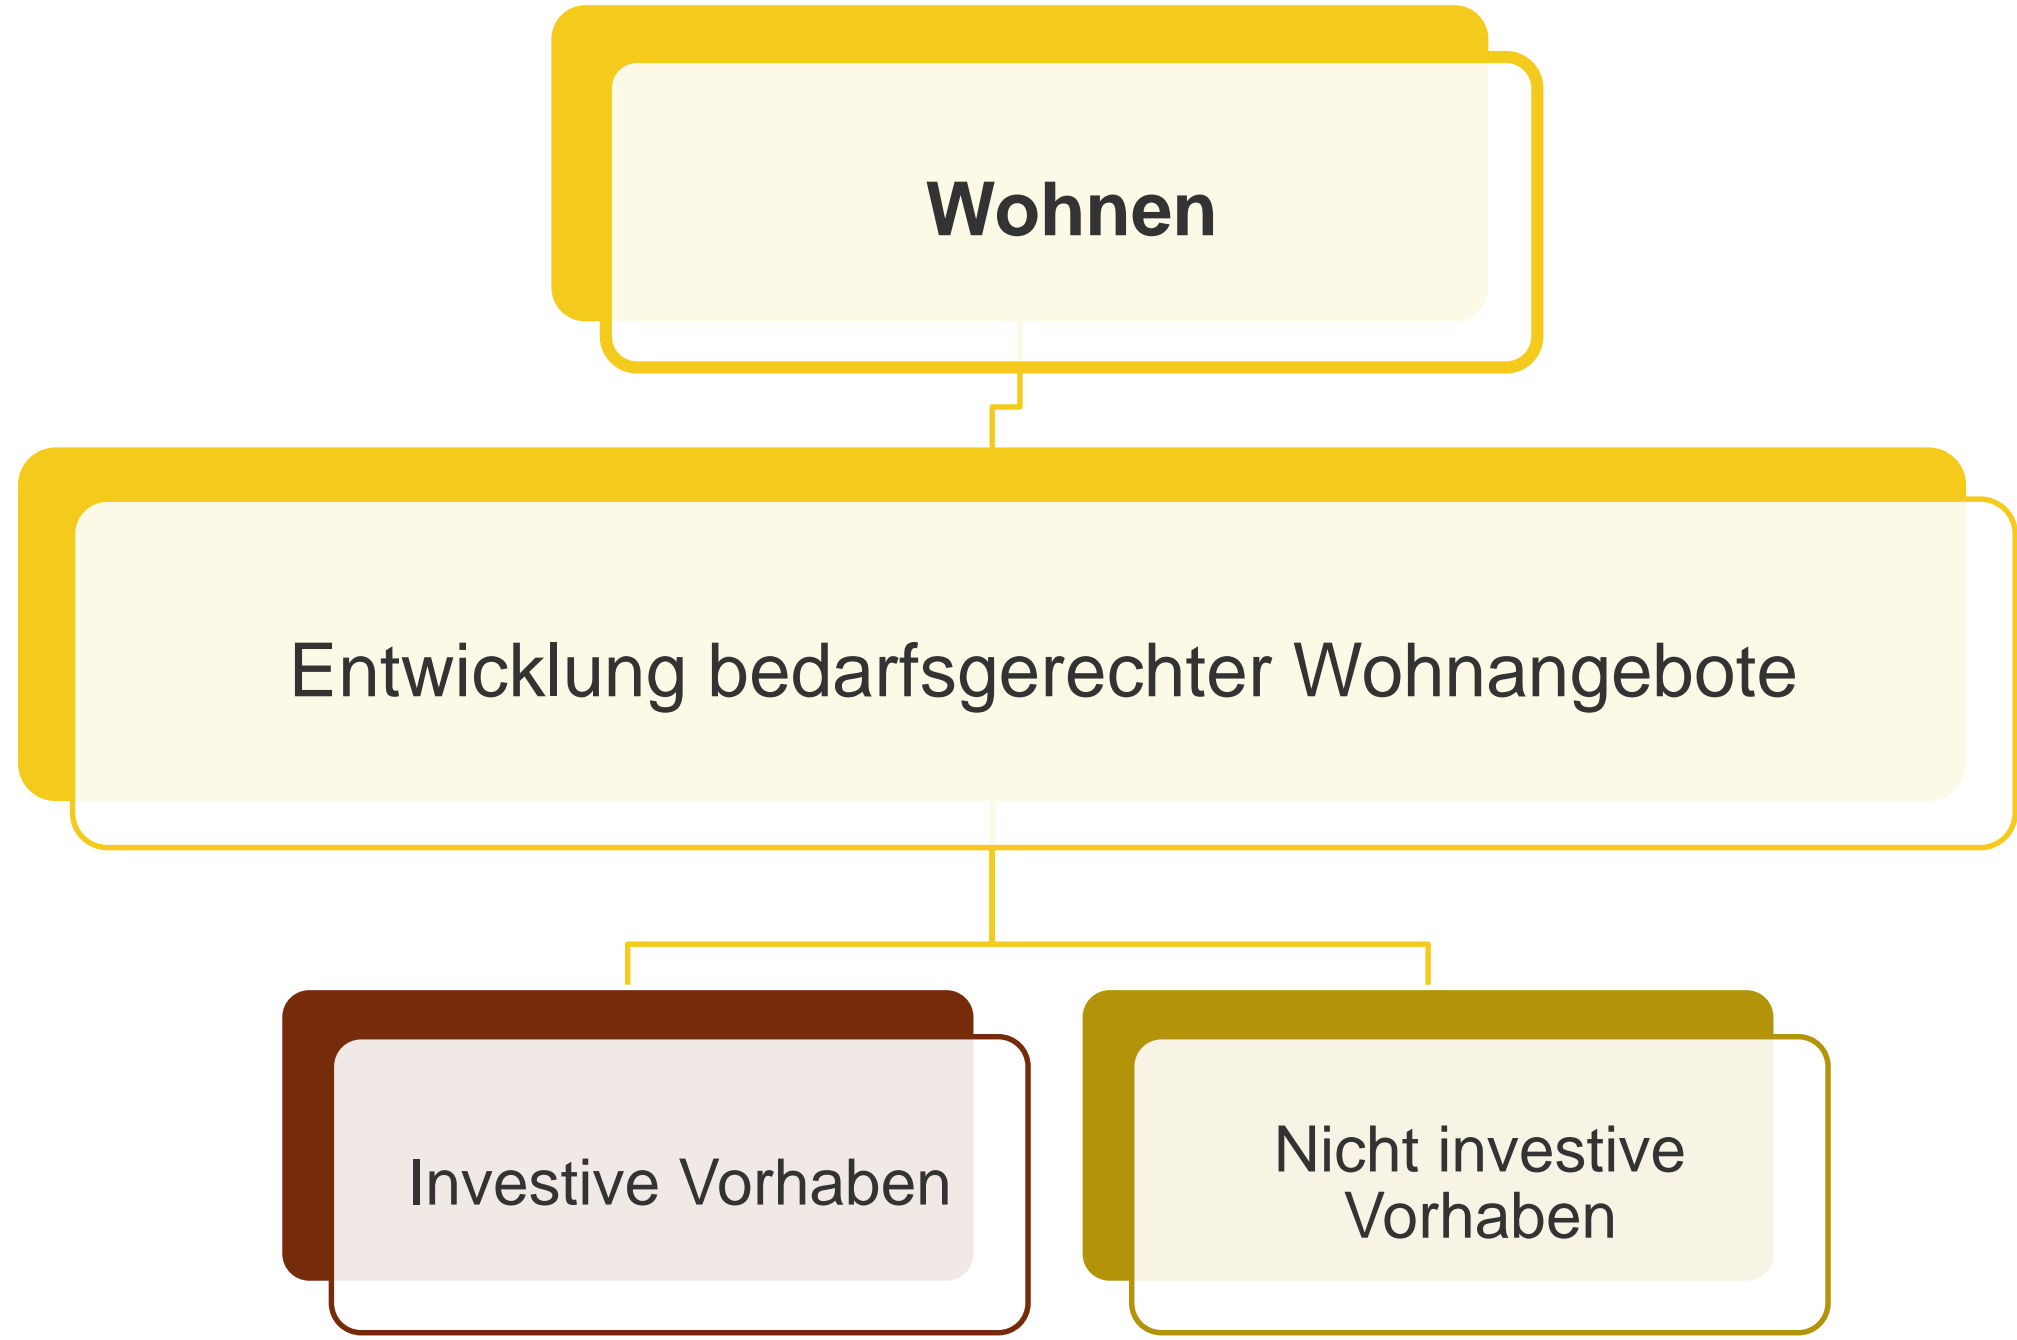 Wohnen
Entwicklung bedarfsgerechter Wohnangebote
Investive Vorhaben
Nicht investive
Vorhaben